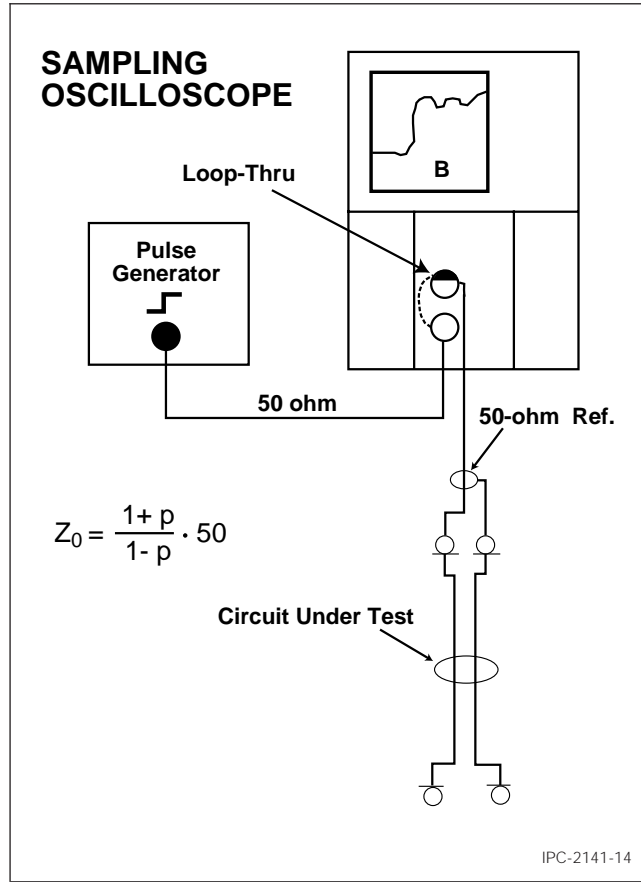 SAMPLING
OSCILLOSCOPE
B
Loop-Thru
Pulse
Generator
50 ohm
50-ohm Ref.
Z₀ = 1+ p / 1- p · 50
Circuit Under Test
IPC-2141-14